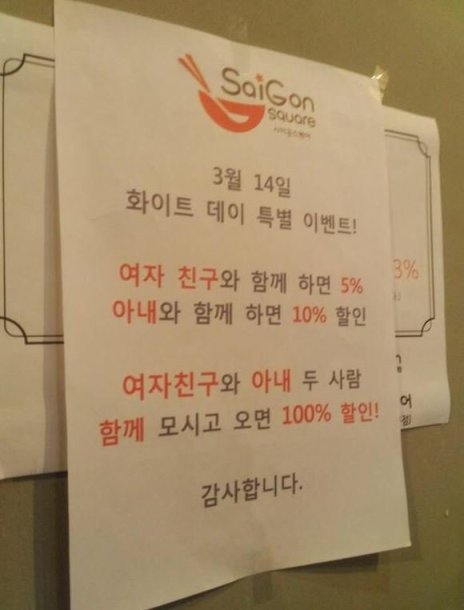 SaiGon
square
사이공스퀘어
3월 14일
화이트 데이 특별 이벤트!
여자 친구와 함께 하면 5%
아내와 함께 하면 10% 할인
여자친구와 아내 두 사람
함께 모시고 오면 100% 할인!
감사합니다.
3%